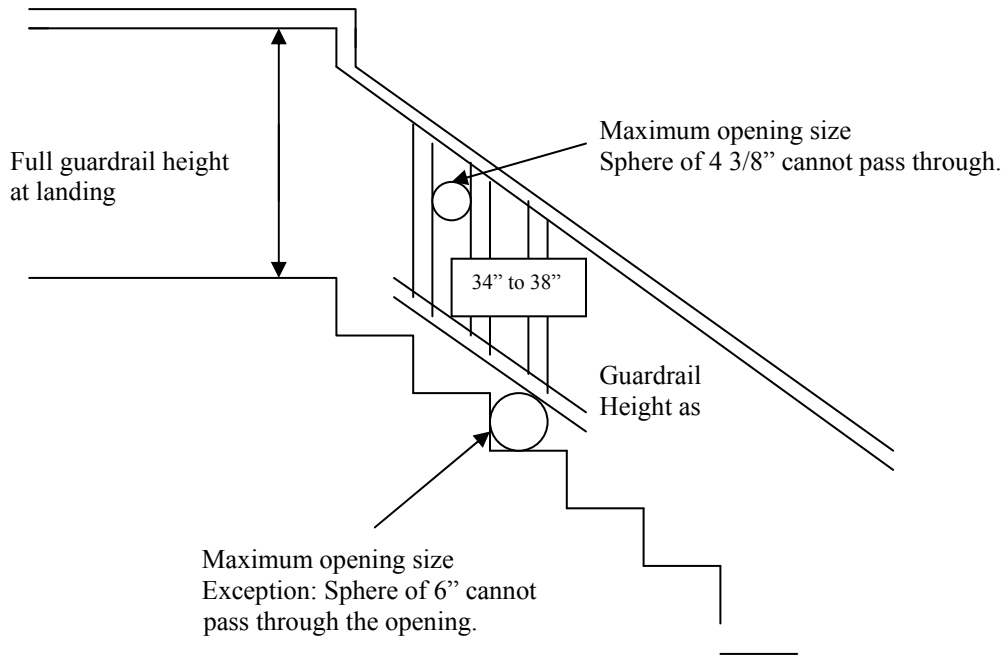 Maximum opening size
Sphere of 4 3/8” cannot pass through.
Full guardrail height
at landing
34” to 38”
Guardrail
Height as
Maximum opening size
Exception: Sphere of 6” cannot
pass through the opening.